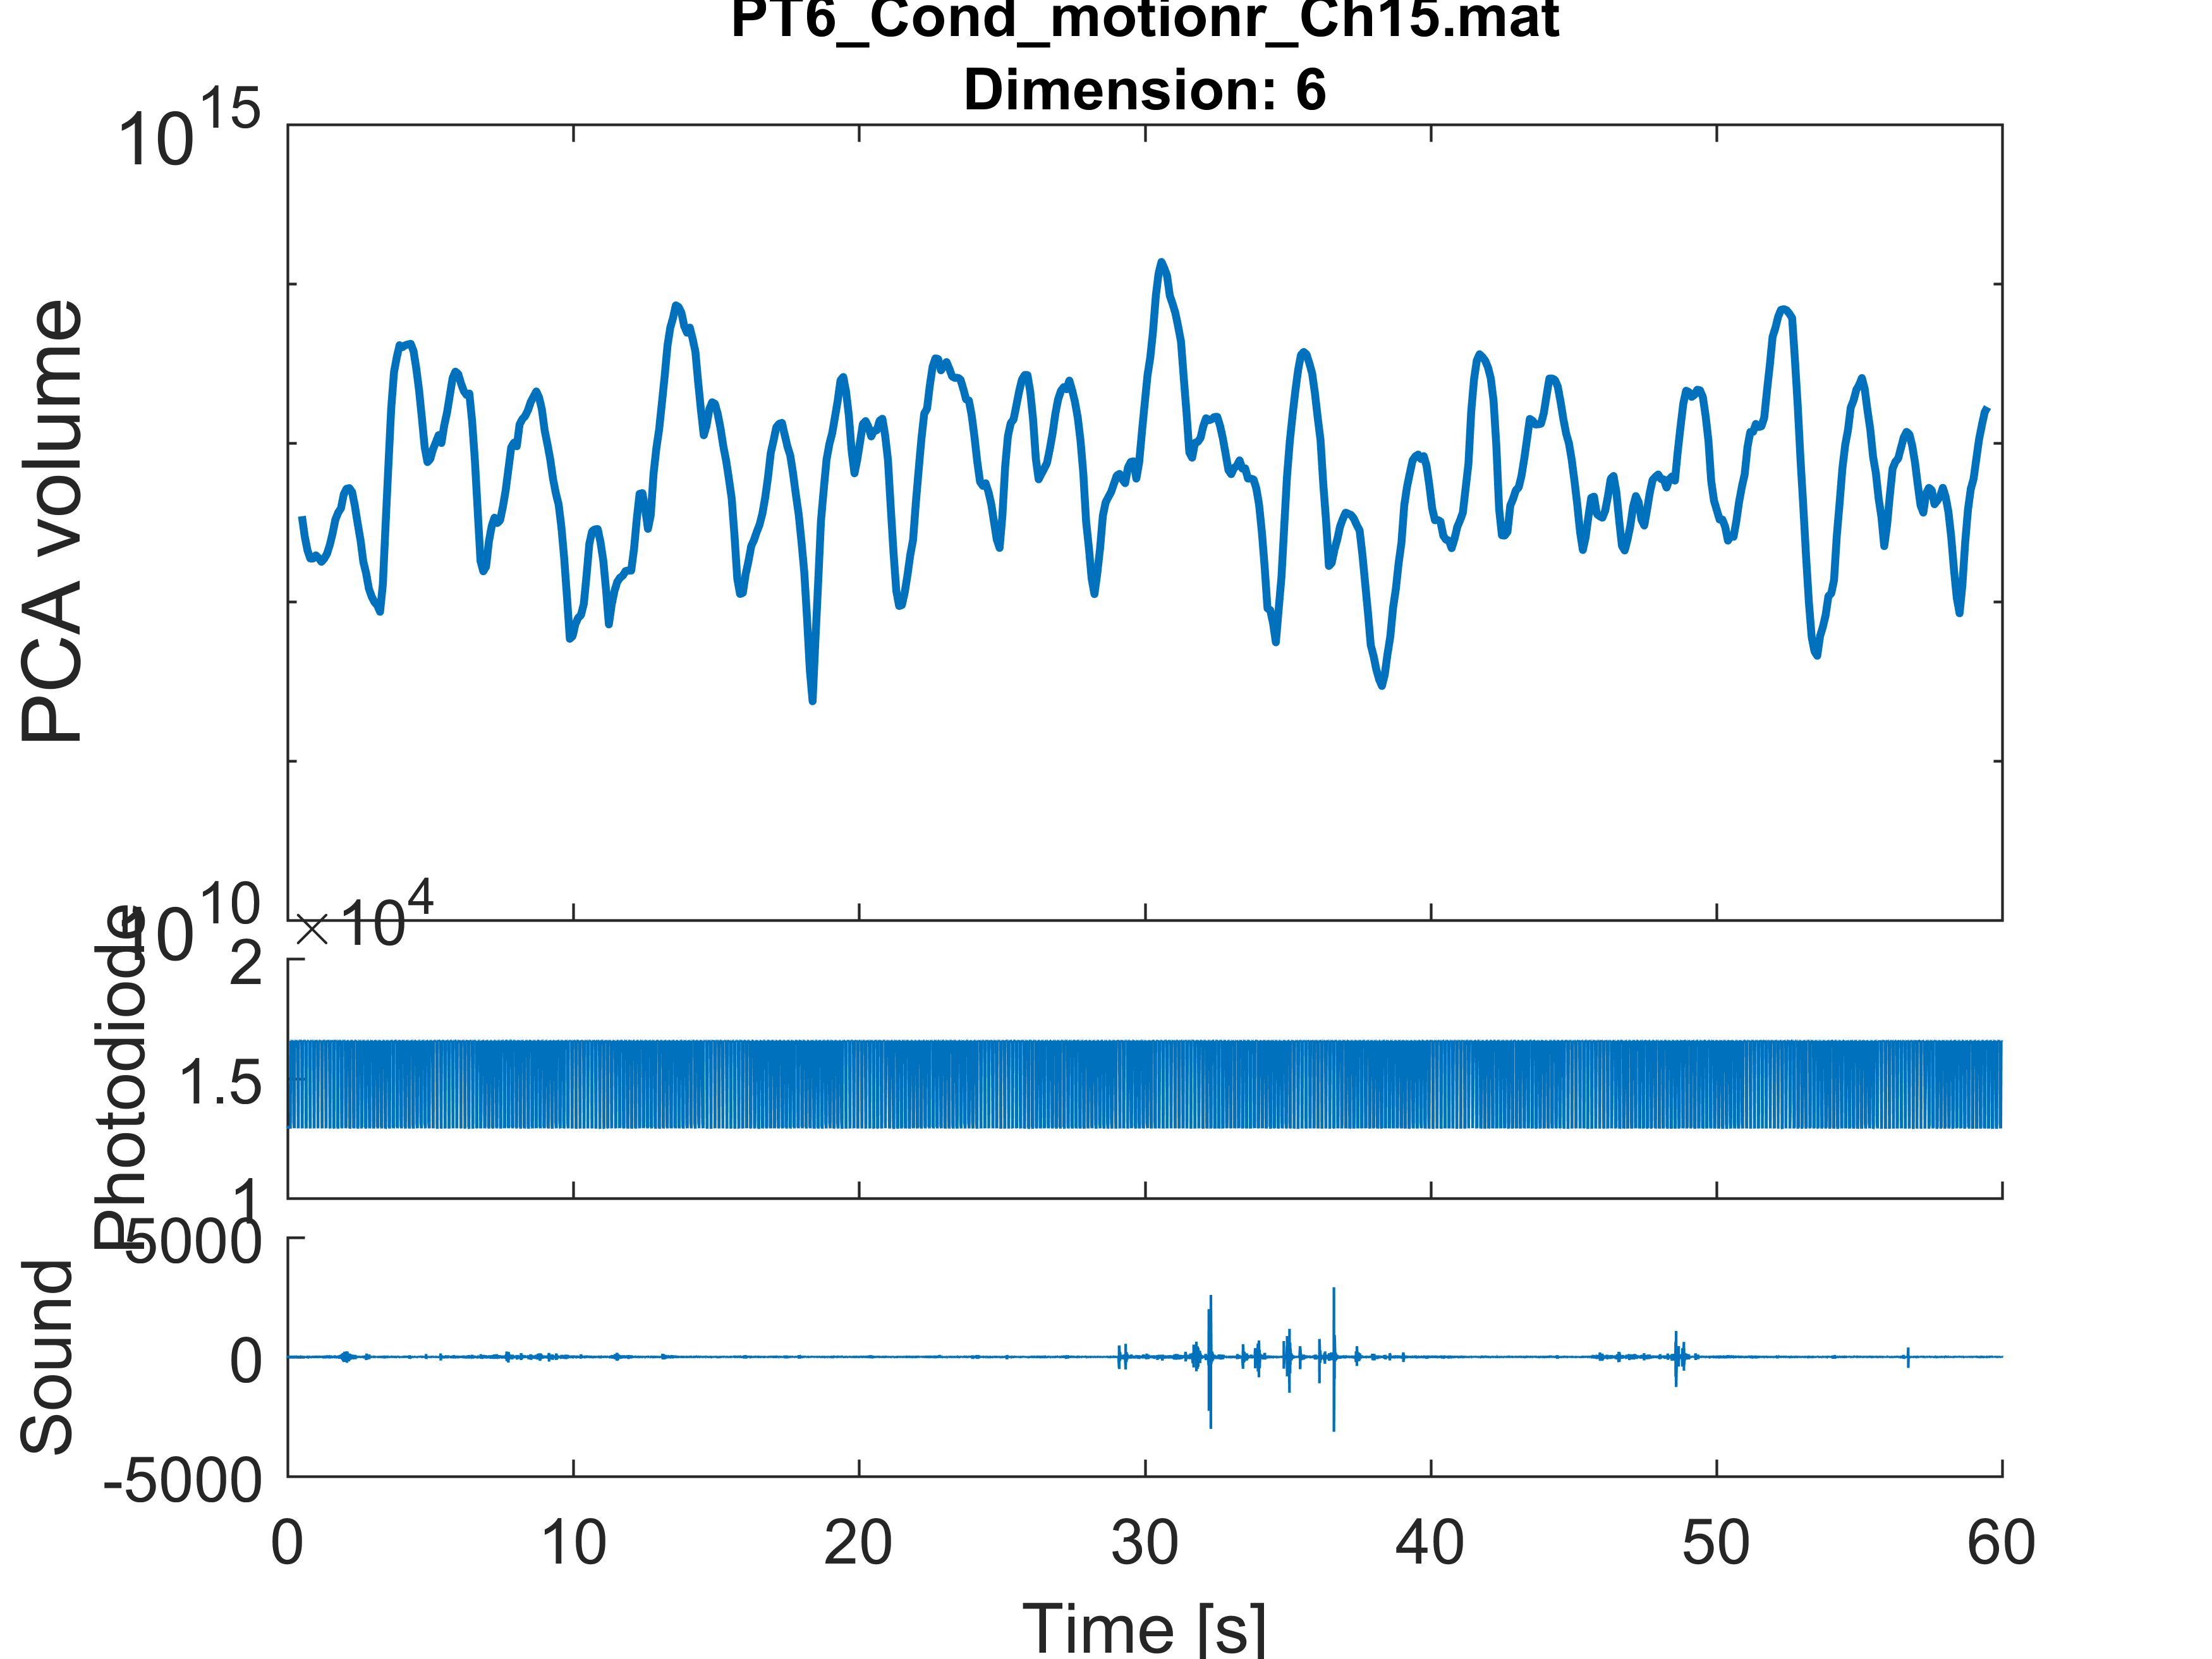 PT6_Cond_motionr_Ch15.mat
Dimension: 6
10^15
PCA volume
10^10
×10^4
2
1.5
1
Photodiode
5000
0
-5000
Sound
0 10 20 30 40 50 60
Time [s]